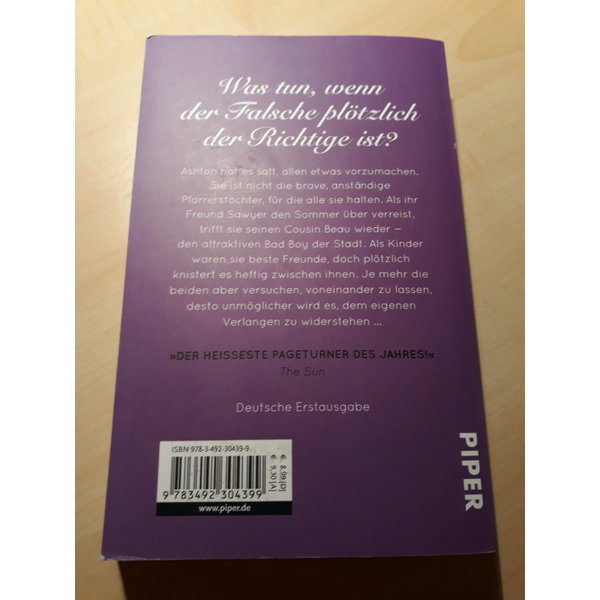 Was tun, wenn
der Falsche plötzlich
der Richtige ist?
Ashton hat es satt, allen etwas vorzumachen.
Sie ist nicht die brave, anständige
Pfarrerstochter, für die alle sie halten. Als ihr
Freund Sawyer den Sommer über verreist,
trifft sie seinen Cousin Beau wieder –
den attraktiven Bad Boy der Stadt. Als Kinder
waren sie beste Freunde, doch plötzlich
knistert es heftig zwischen ihnen. Je mehr die
beiden aber versuchen, voneinander zu lassen,
desto unmöglicher wird es, dem eigenen
Verlangen zu widerstehen ...
»DER HEISSESTE PAGETURNER DES JAHRES!«
The Sun
Deutsche Erstausgabe
ISBN 978-3-492-30439-9
€ 8,99 [D]
€ 9,30 [A]
9 783492 304399
www.piper.de
PIPER